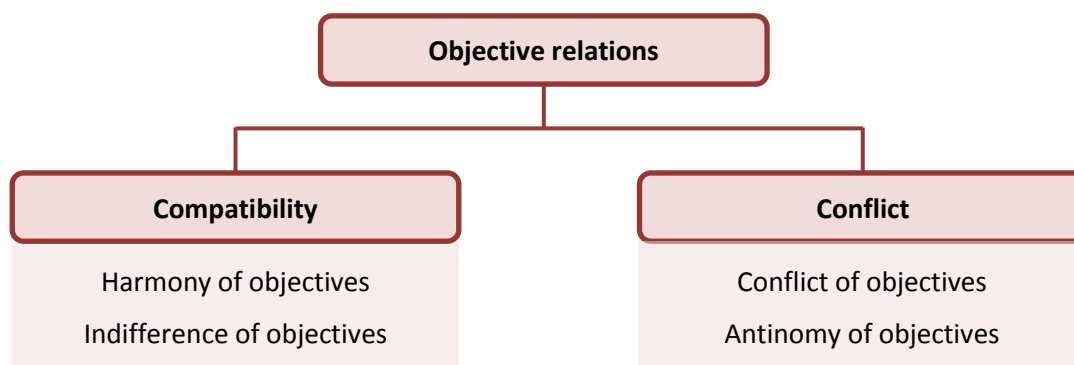 Objective relations
Compatibility
Harmony of objectives
Indifference of objectives
Conflict
Conflict of objectives
Antinomy of objectives